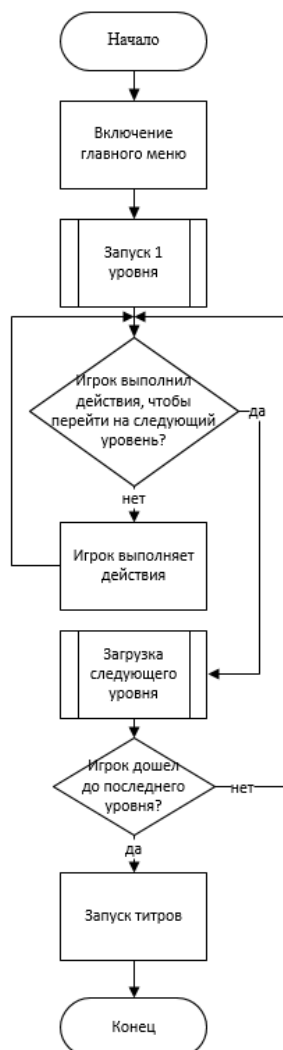 Начало
Включение
главного меню
Запуск 1
уровня
Игрок выполнил
действия, чтобы
перейти на следующий
уровень?
да
нет
Игрок выполняет
действия
Загрузка
следующего
уровня
Игрок дошел
до последнего
уровня?
нет
да
Запуск титров
Конец